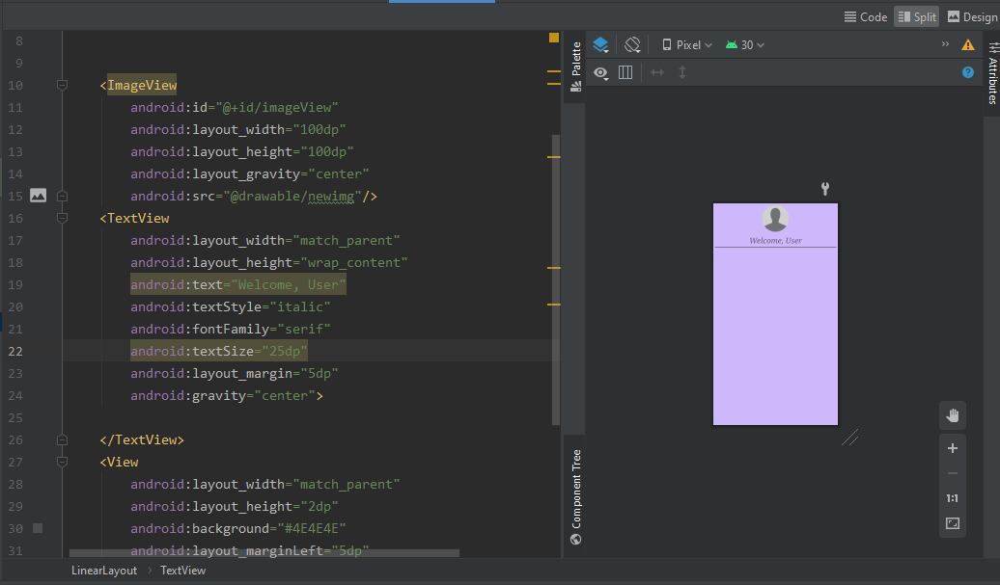 Code Split Design
8
9
10 <ImageView
11 android:id="@+id/imageView"
12 android:layout_width="100dp"
13 android:layout_height="100dp"
14 android:layout_gravity="center"
15 android:src="@drawable/newimg"/>
16 <TextView
17 android:layout_width="match_parent"
18 android:layout_height="wrap_content"
19 android:text="Welcome, User"
20 android:textStyle="italic"
21 android:fontFamily="serif"
22 android:textSize="25dp"
23 android:layout_margin="5dp"
24 android:gravity="center">
25
26 </TextView>
27 <View
28 android:layout_width="match_parent"
29 android:layout_height="2dp"
30 android:background="#4E4E4E"
31 android:layout_marginLeft="5dp"
LinearLayout > TextView
Palette
Component Tree
Pixel 30 »
Welcome, User
1:1
Attributes